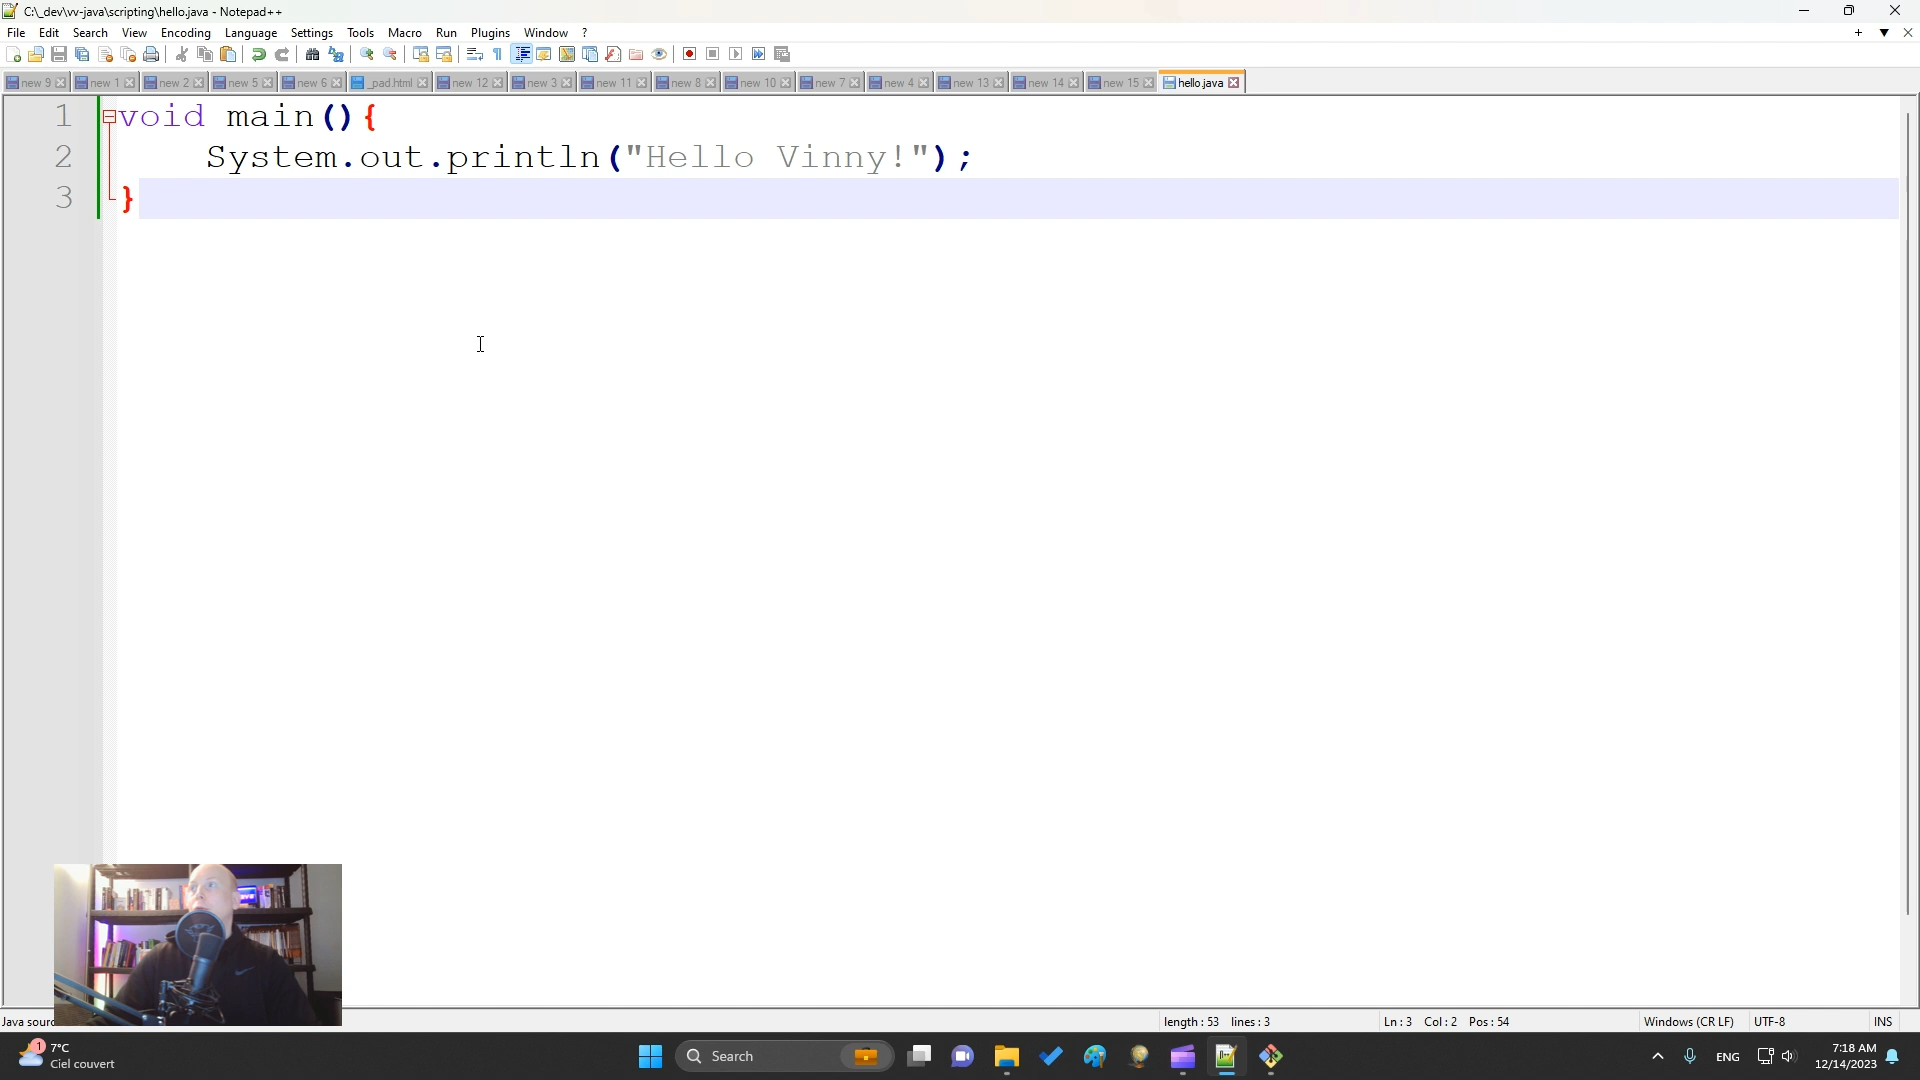 C:\_dev\vv-java\scripting\hello.java - Notepad++
File Edit Search View Encoding Language Settings Tools Macro Run Plugins Window ?
new 9 new 1 new 2 new 5 new 6 _pad.html new 12 new 3 new 11 new 8 new 10 new 7 new 4 new 13 new 14 new 15 hello.java
1 void main(){
2 System.out.println("Hello Vinny!");
3 }
Java sour length : 53 lines : 3 Ln : 3 Col : 2 Pos : 54 Windows (CR LF) UTF-8 INS
1 7°C
Ciel couvert
Search
ENG
7:18 AM
12/14/2023